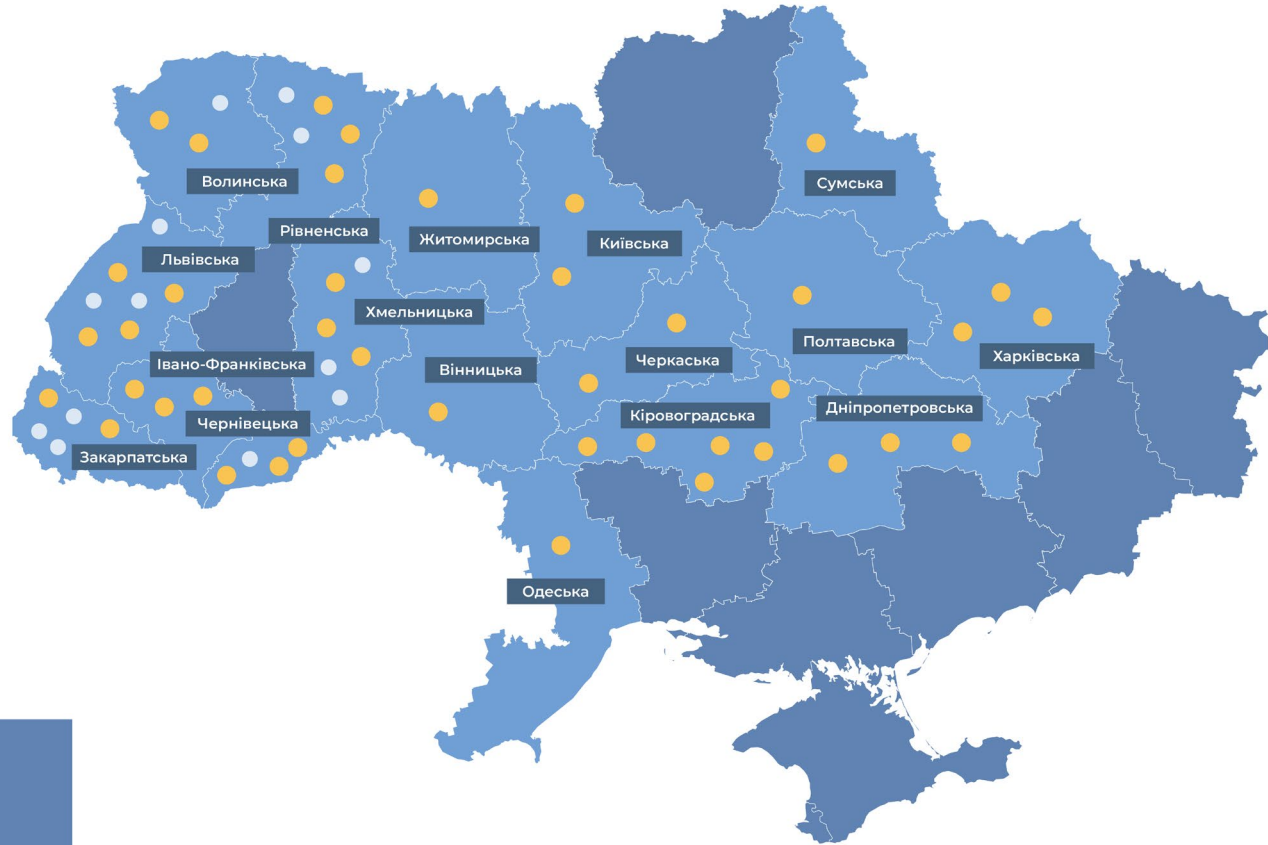 Волинська
Сумська
Рівненська
Житомирська
Київська
Львівська
Хмельницька
Полтавська
Харківська
Івано-Франківська
Вінницька
Черкаська
Чернівецька
Кіровоградська
Дніпропетровська
Закарпатська
Одеська